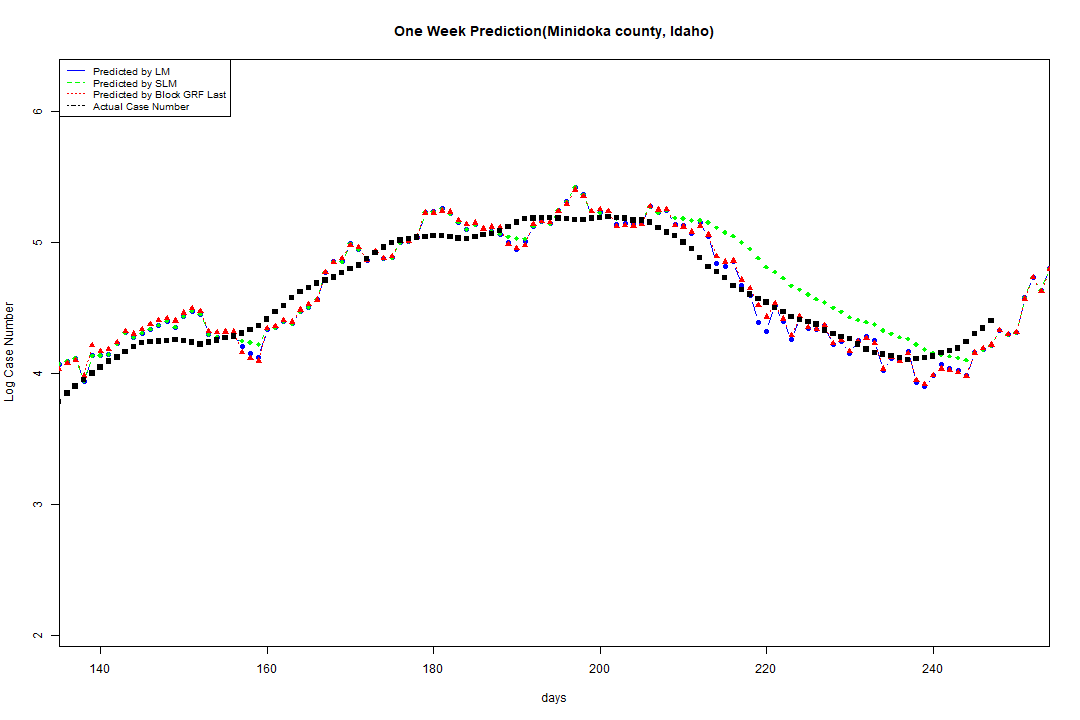 One Week Prediction(Minidoka county, Idaho)
Predicted by LM
Predicted by SLM
Predicted by Block GRF Last
Actual Case Number
6
5
4
3
2
Log Case Number
140 160 180 200 220 240
days